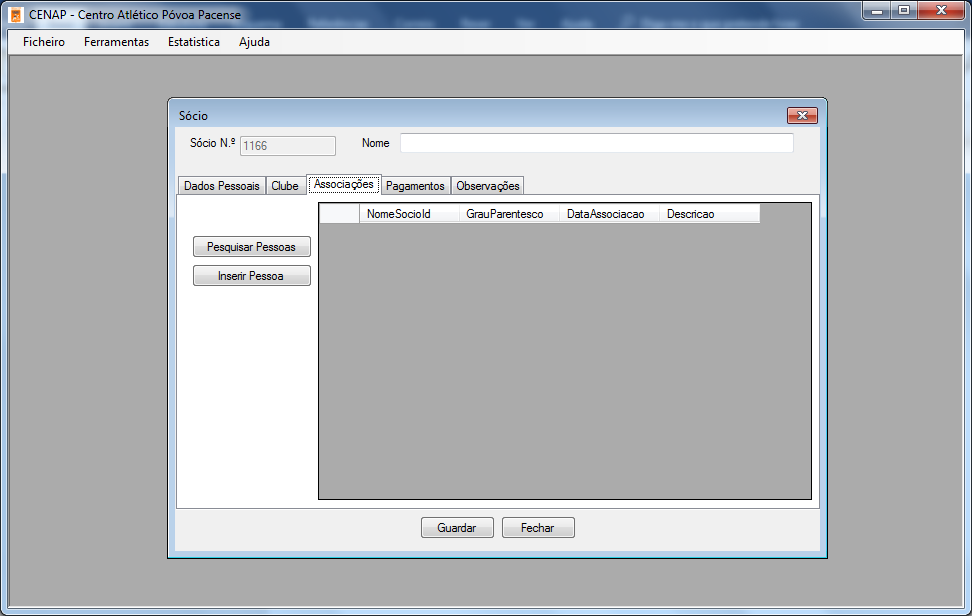 CENAP - Centro Atlético Póvoa Pacense
Ficheiro Ferramentas Estatistica Ajuda
Sócio
Sócio N.º 1166 Nome
Dados Pessoais Clube Associações Pagamentos Observações
NomeSocioId GrauParentesco DataAssociacao Descricao
Pesquisar Pessoas
Inserir Pessoa
Guardar Fechar